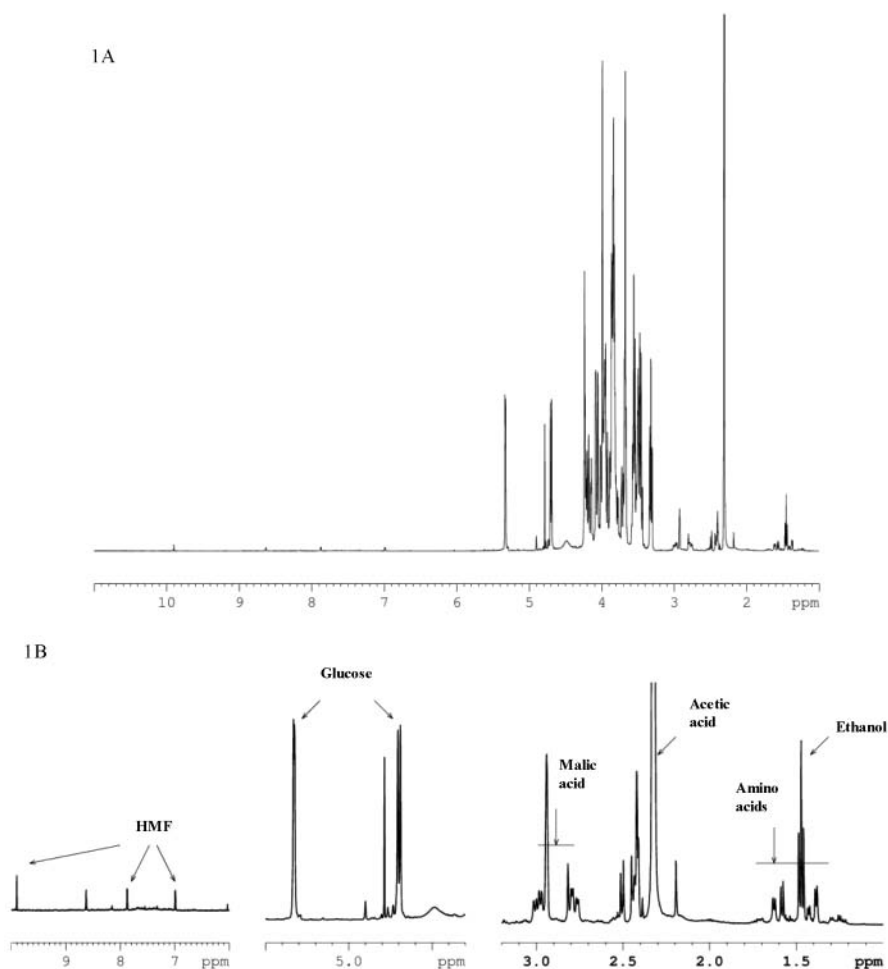 1A
10 9 8 7 6 5 4 3 2 ppm
1B
Glucose
Acetic
acid
Ethanol
Malic
acid
Amino
acids
HMF
9 8 7 ppm
5.0 ppm
3.0 2.5 2.0 1.5 ppm